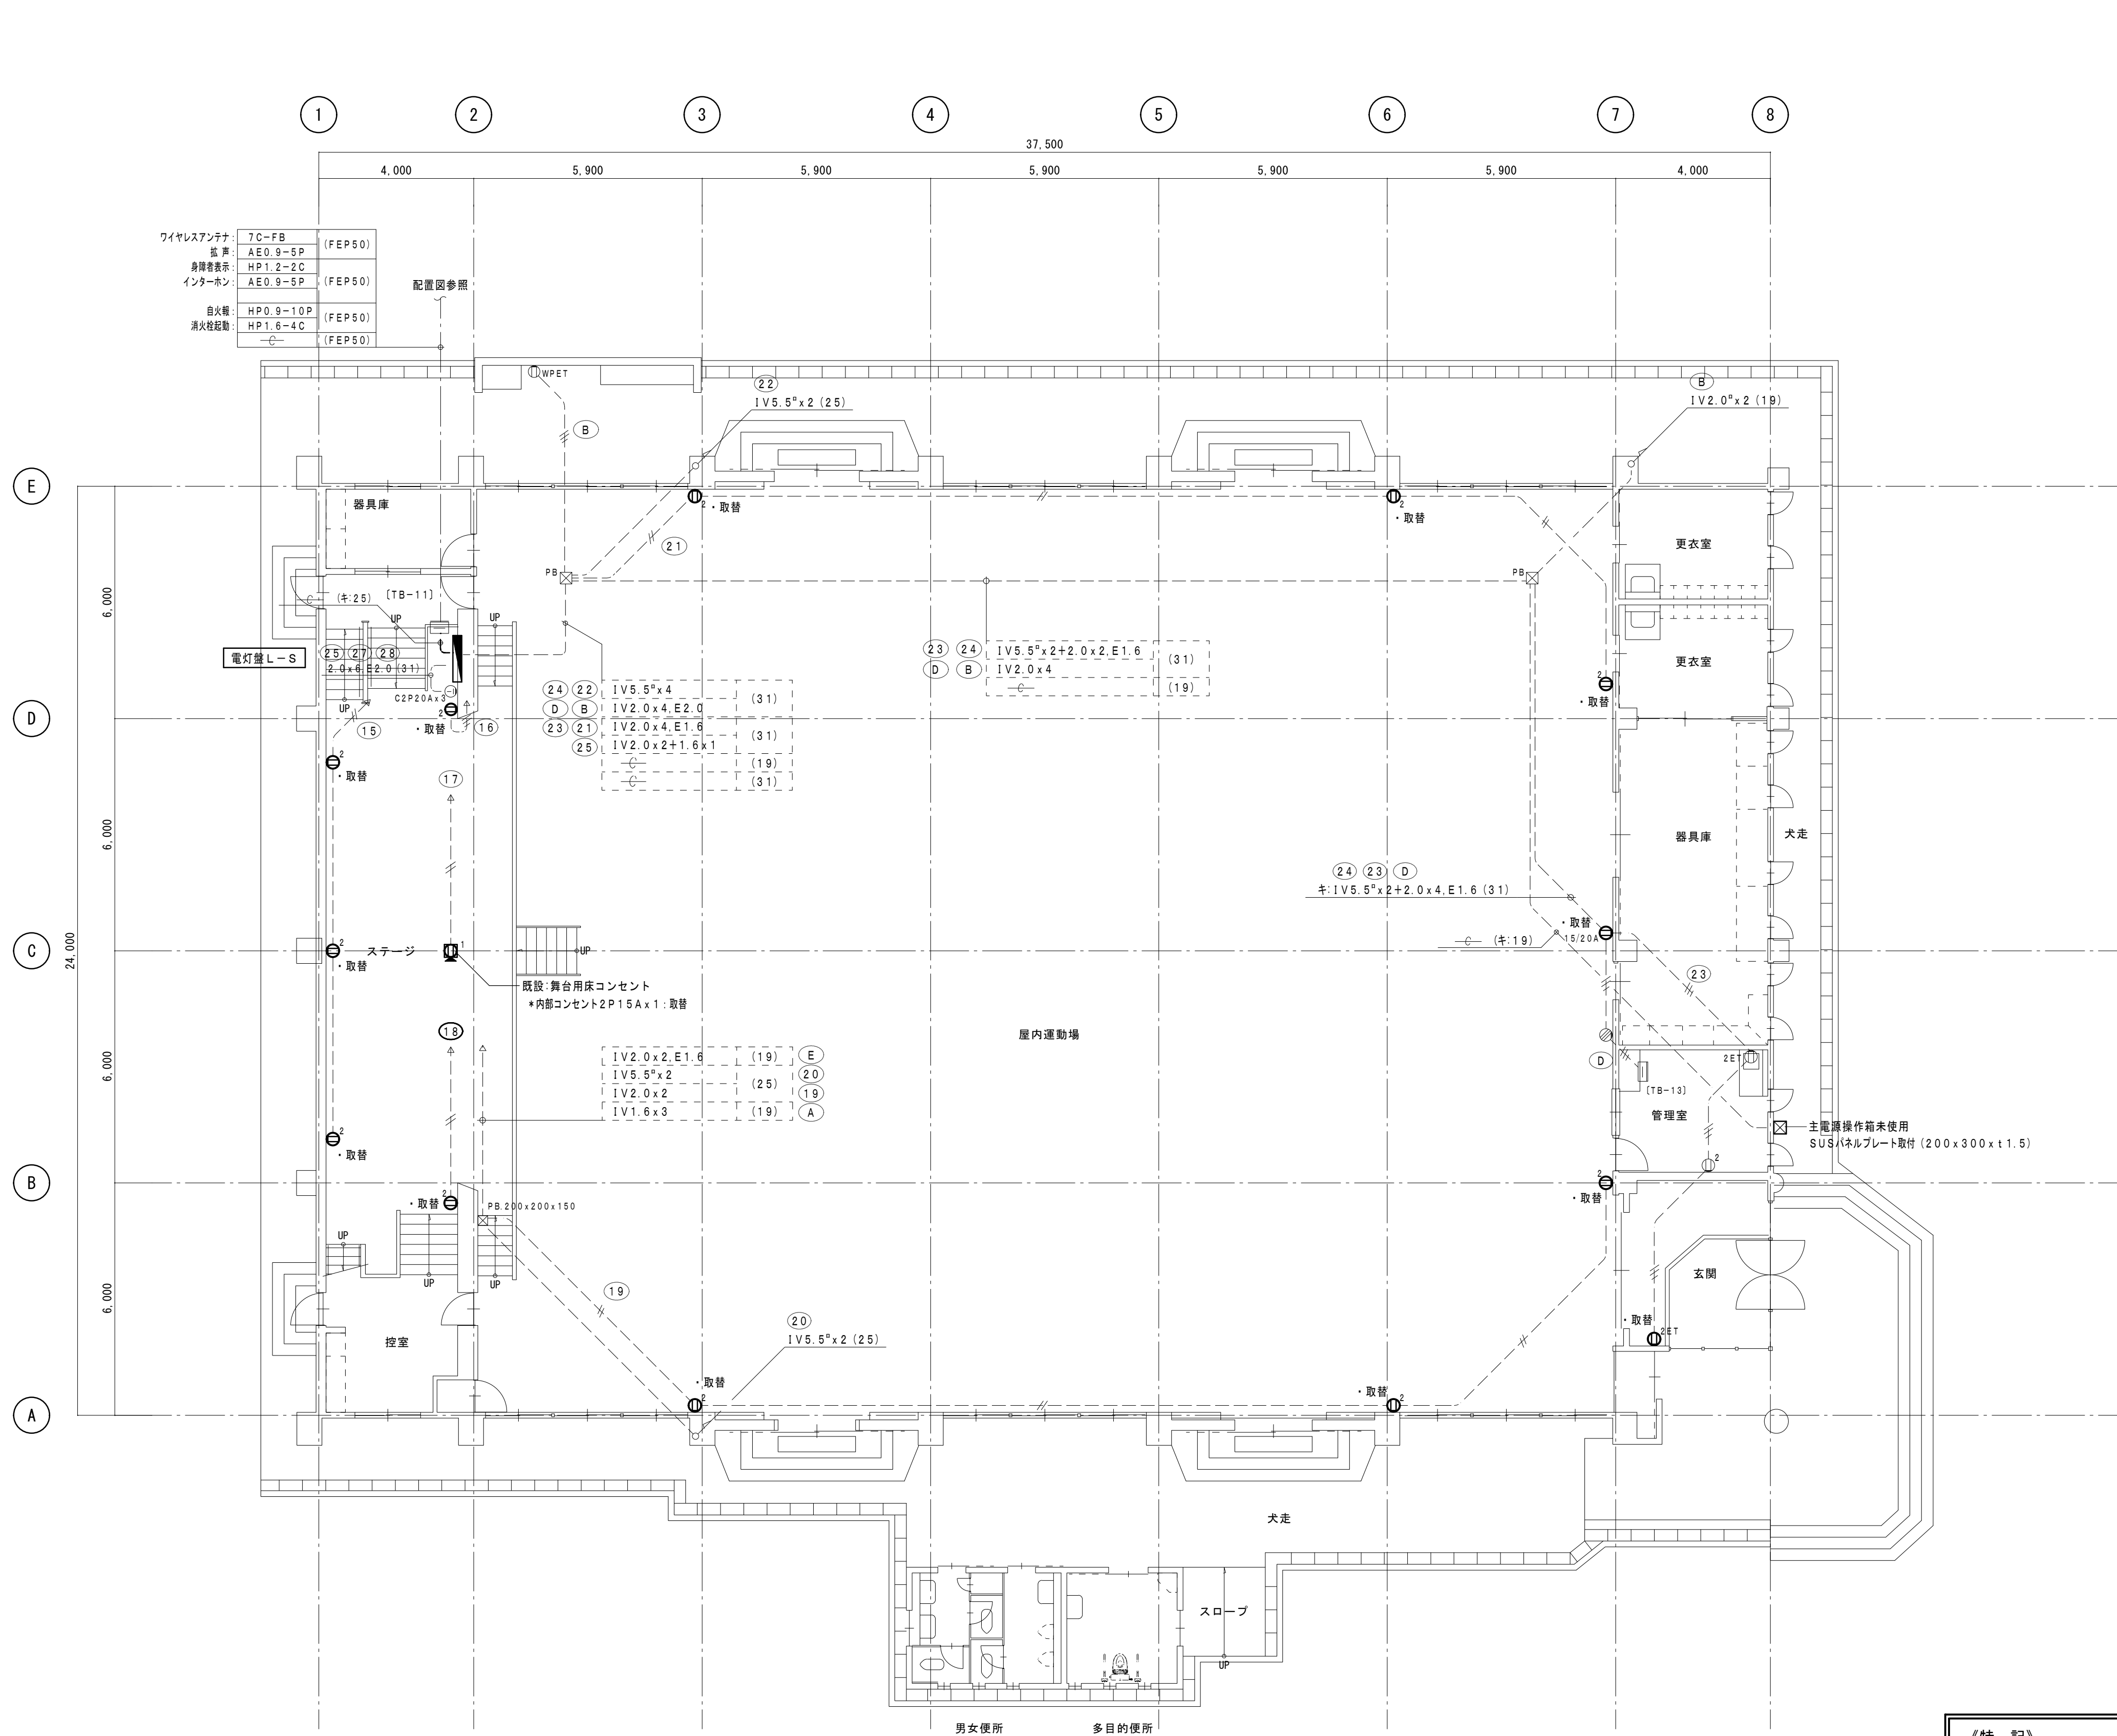 1 2 3 4 5 6 7 8
37,500
4,000 5,900 5,900 5,900 5,900 5,900 4,000
ワイヤレスアンテナ: 7C-FB (FEP50)
拡声: AE0.9-5P
身障者表示: HP1.2-2C
インターホン: AE0.9-5P (FEP50)
自火報: HP0.9-10P (FEP50)
消火栓起動: HP1.6-4C
C (FEP50)
配置図参照
WPET
22
IV5.5□x2(25)
B
IV2.0□x2(19)
B
E
器具庫
2 ・取替
2 ・取替
21
更衣室
PB
PB
6,000
C (キ:25)
[TB-11]
UP
UP
電灯盤L-S
25 27 28
2.0x6,E2.0(31)
C2P20Ax3
UP
23 24 IV5.5□x2+2.0x2,E1.6 (31)
D B IV2.0x4
C (19)
更衣室
2
・取替
24 22 IV5.5□x4 (31)
D B IV2.0x4,E2.0
23 21 IV2.0x4,E1.6 (31)
25 IV2.0x2+1.6x1
C (19)
C (31)
D
2
・取替
15
16
2
・取替
17
6,000
器具庫
犬走
24 23 D
キ:IV5.5□x2+2.0x4,E1.6(31)
・取替
15/20A
C (キ:19)
C
24,000
2
・取替
ステージ
1
UP
既設:舞台用床コンセント
*内部コンセント2P15Ax1:取替
23
18
屋内運動場
6,000
IV2.0x2,E1.6 (19) E
IV5.5□x2 (25) 20
IV2.0x2 19
IV1.6x3 (19) A
D
2ET
[TB-13]
管理室
主電源操作箱未使用
SUSパネルプレート取付(200x300xt1.5)
2
・取替
2
B
2
・取替
PB.200x200x150
2
・取替
UP
UP
UP
6,000
玄関
19
・取替
2ET
控室
20
IV5.5□x2(25)
・取替
2
・取替
2
A
犬走
スロープ
UP
男女便所
多目的便所
《特 記》